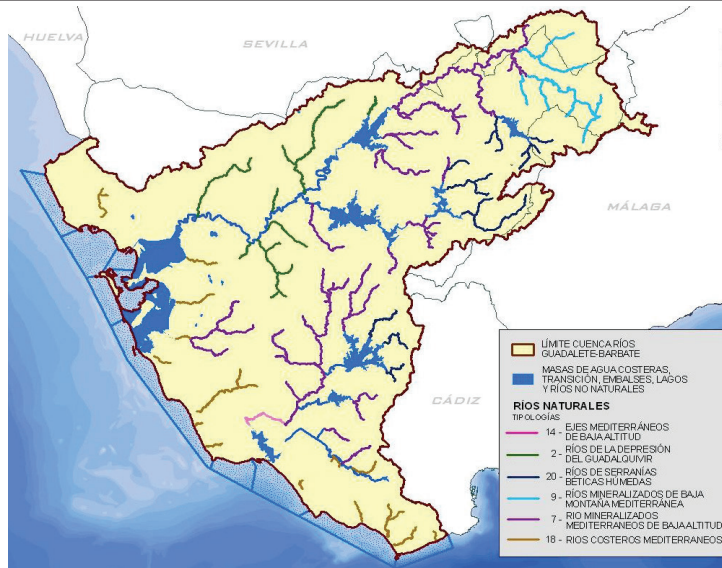 HUELVA
SEVILLA
MÁLAGA
CÁDIZ
LÍMITE CUENCA RÍOS
GUADALETE-BARBATE
MASAS DE AGUA COSTERAS,
TRANSICIÓN, EMBALSES, LAGOS
Y RÍOS NO NATURALES
RÍOS NATURALES
TIPOLOGÍAS
14 - EJES MEDITERRÁNEOS
DE BAJA ALTITUD
2 - RÍOS DE LA DEPRESIÓN
DEL GUADALQUIVIR
20 - RÍOS DE SERRANÍAS
BÉTICAS HÚMEDAS
9 - RÍOS MINERALIZADOS DE BAJA
MONTAÑA MEDITERRÁNEA
7 - RIO MINERALIZADOS
MEDITERRANEOS DE BAJA ALTITUD
18 - RIOS COSTEROS MEDITERRANEOS